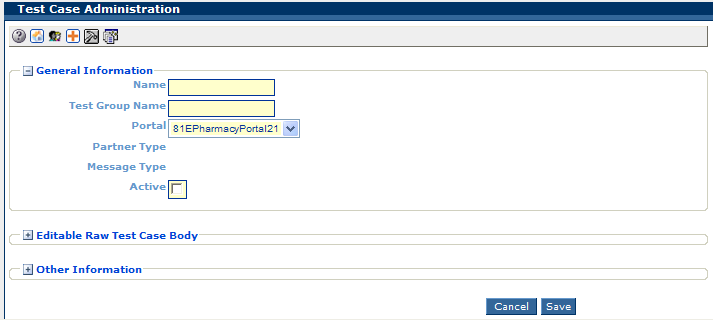 Test Case Administration
General Information
Name
Test Group Name
Portal 81EPharmacyPortal21
Partner Type
Message Type
Active
Editable Raw Test Case Body
Other Information
Cancel Save